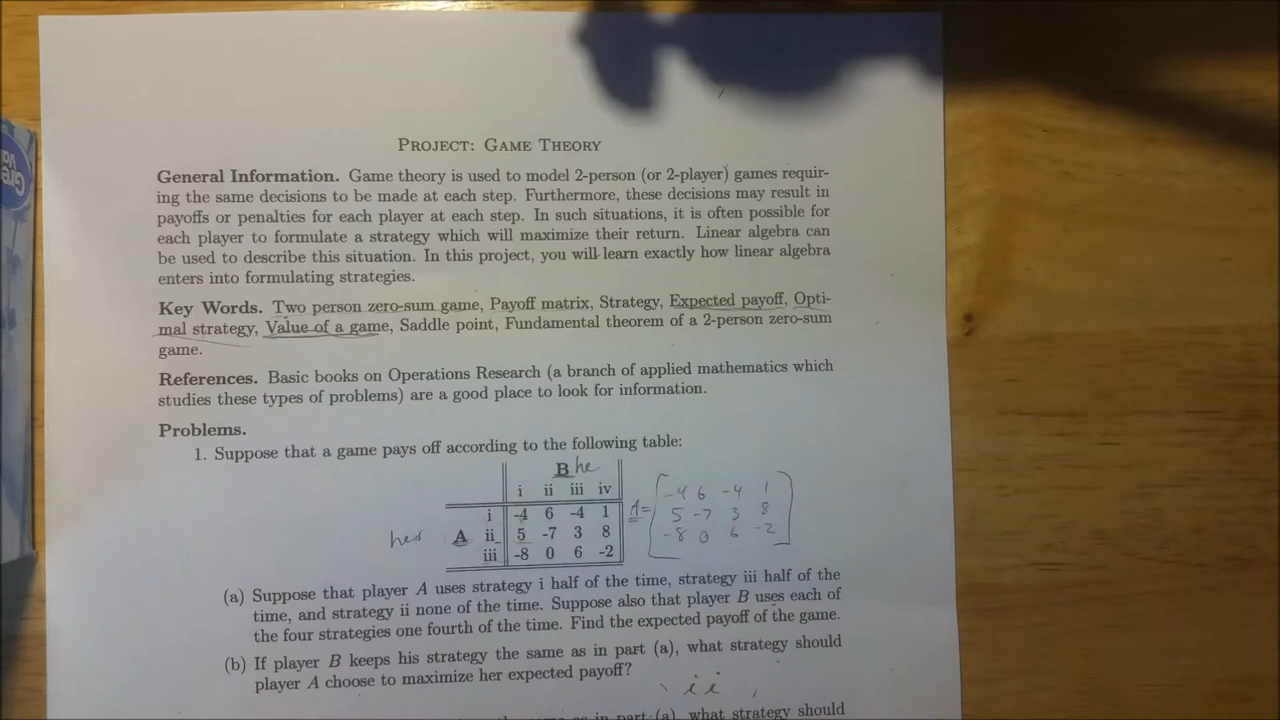 PROJECT: GAME THEORY
General Information. Game theory is used to model 2-person (or 2-player) games requir-
ing the same decisions to be made at each step. Furthermore, these decisions may result in
payoffs or penalties for each player at each step. In such situations, it is often possible for
each player to formulate a strategy which will maximize their return. Linear algebra can
be used to describe this situation. In this project, you will learn exactly how linear algebra
enters into formulating strategies.
Key Words. Two person zero-sum game, Payoff matrix, Strategy, Expected payoff, Opti-
mal strategy, Value of a game, Saddle point, Fundamental theorem of a 2-person zero-sum
game.
References. Basic books on Operations Research (a branch of applied mathematics which
studies these types of problems) are a good place to look for information.
Problems.
1. Suppose that a game pays off according to the following table:
B he
i ii iii iv
i -4 6 -4 1
her A ii 5 -7 3 8
iii -8 0 6 -2
A =
-4 6 -4 1
5 -7 3 8
-8 0 6 -2
(a) Suppose that player A uses strategy i half of the time, strategy iii half of the
time, and strategy ii none of the time. Suppose also that player B uses each of
the four strategies one fourth of the time. Find the expected payoff of the game.
(b) If player B keeps his strategy the same as in part (a), what strategy should
player A choose to maximize her expected payoff?
ii
as in part (a), what strategy should